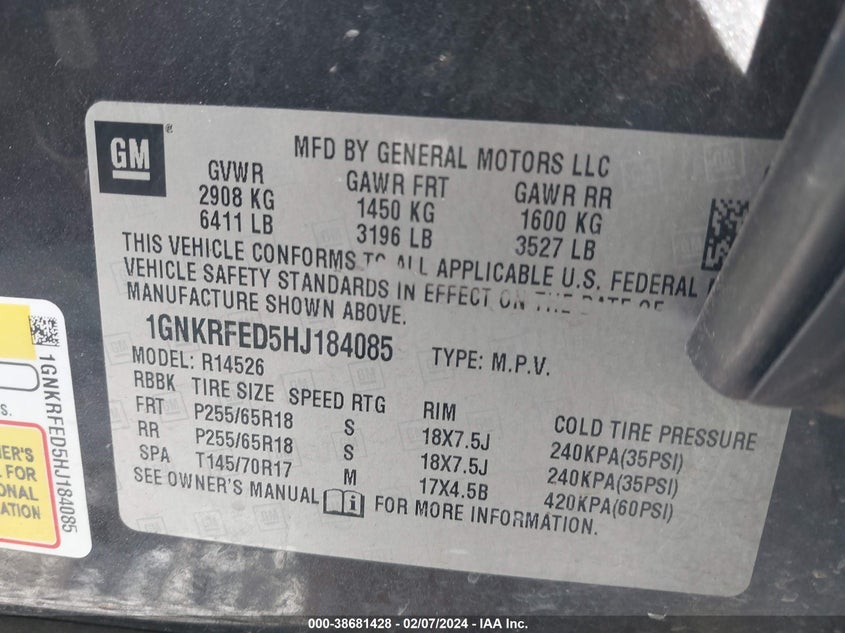 GM
®
MFD BY GENERAL MOTORS LLC
GVWR GAWR FRT GAWR RR
2908 KG 1450 KG 1600 KG
6411 LB 3196 LB 3527 LB
THIS VEHICLE CONFORMS TO ALL APPLICABLE U.S. FEDERAL
VEHICLE SAFETY STANDARDS IN EFFECT ON THE DATE OF
MANUFACTURE SHOWN ABOVE.
1GNKRFED5HJ184085 TYPE: M.P.V.
MODEL: R14526
RBBK TIRE SIZE SPEED RTG RIM COLD TIRE PRESSURE
FRT P255/65R18 S 18X7.5J 240KPA(35PSI)
RR P255/65R18 S 18X7.5J 240KPA(35PSI)
SPA T145/70R17 M 17X4.5B 420KPA(60PSI)
SEE OWNER'S MANUAL FOR MORE INFORMATION.
1GNKRFED5HJ184085
S.
NER'S
FOR
ONAL
ATION
000-38681428 - 02/07/2024 - IAA Inc.